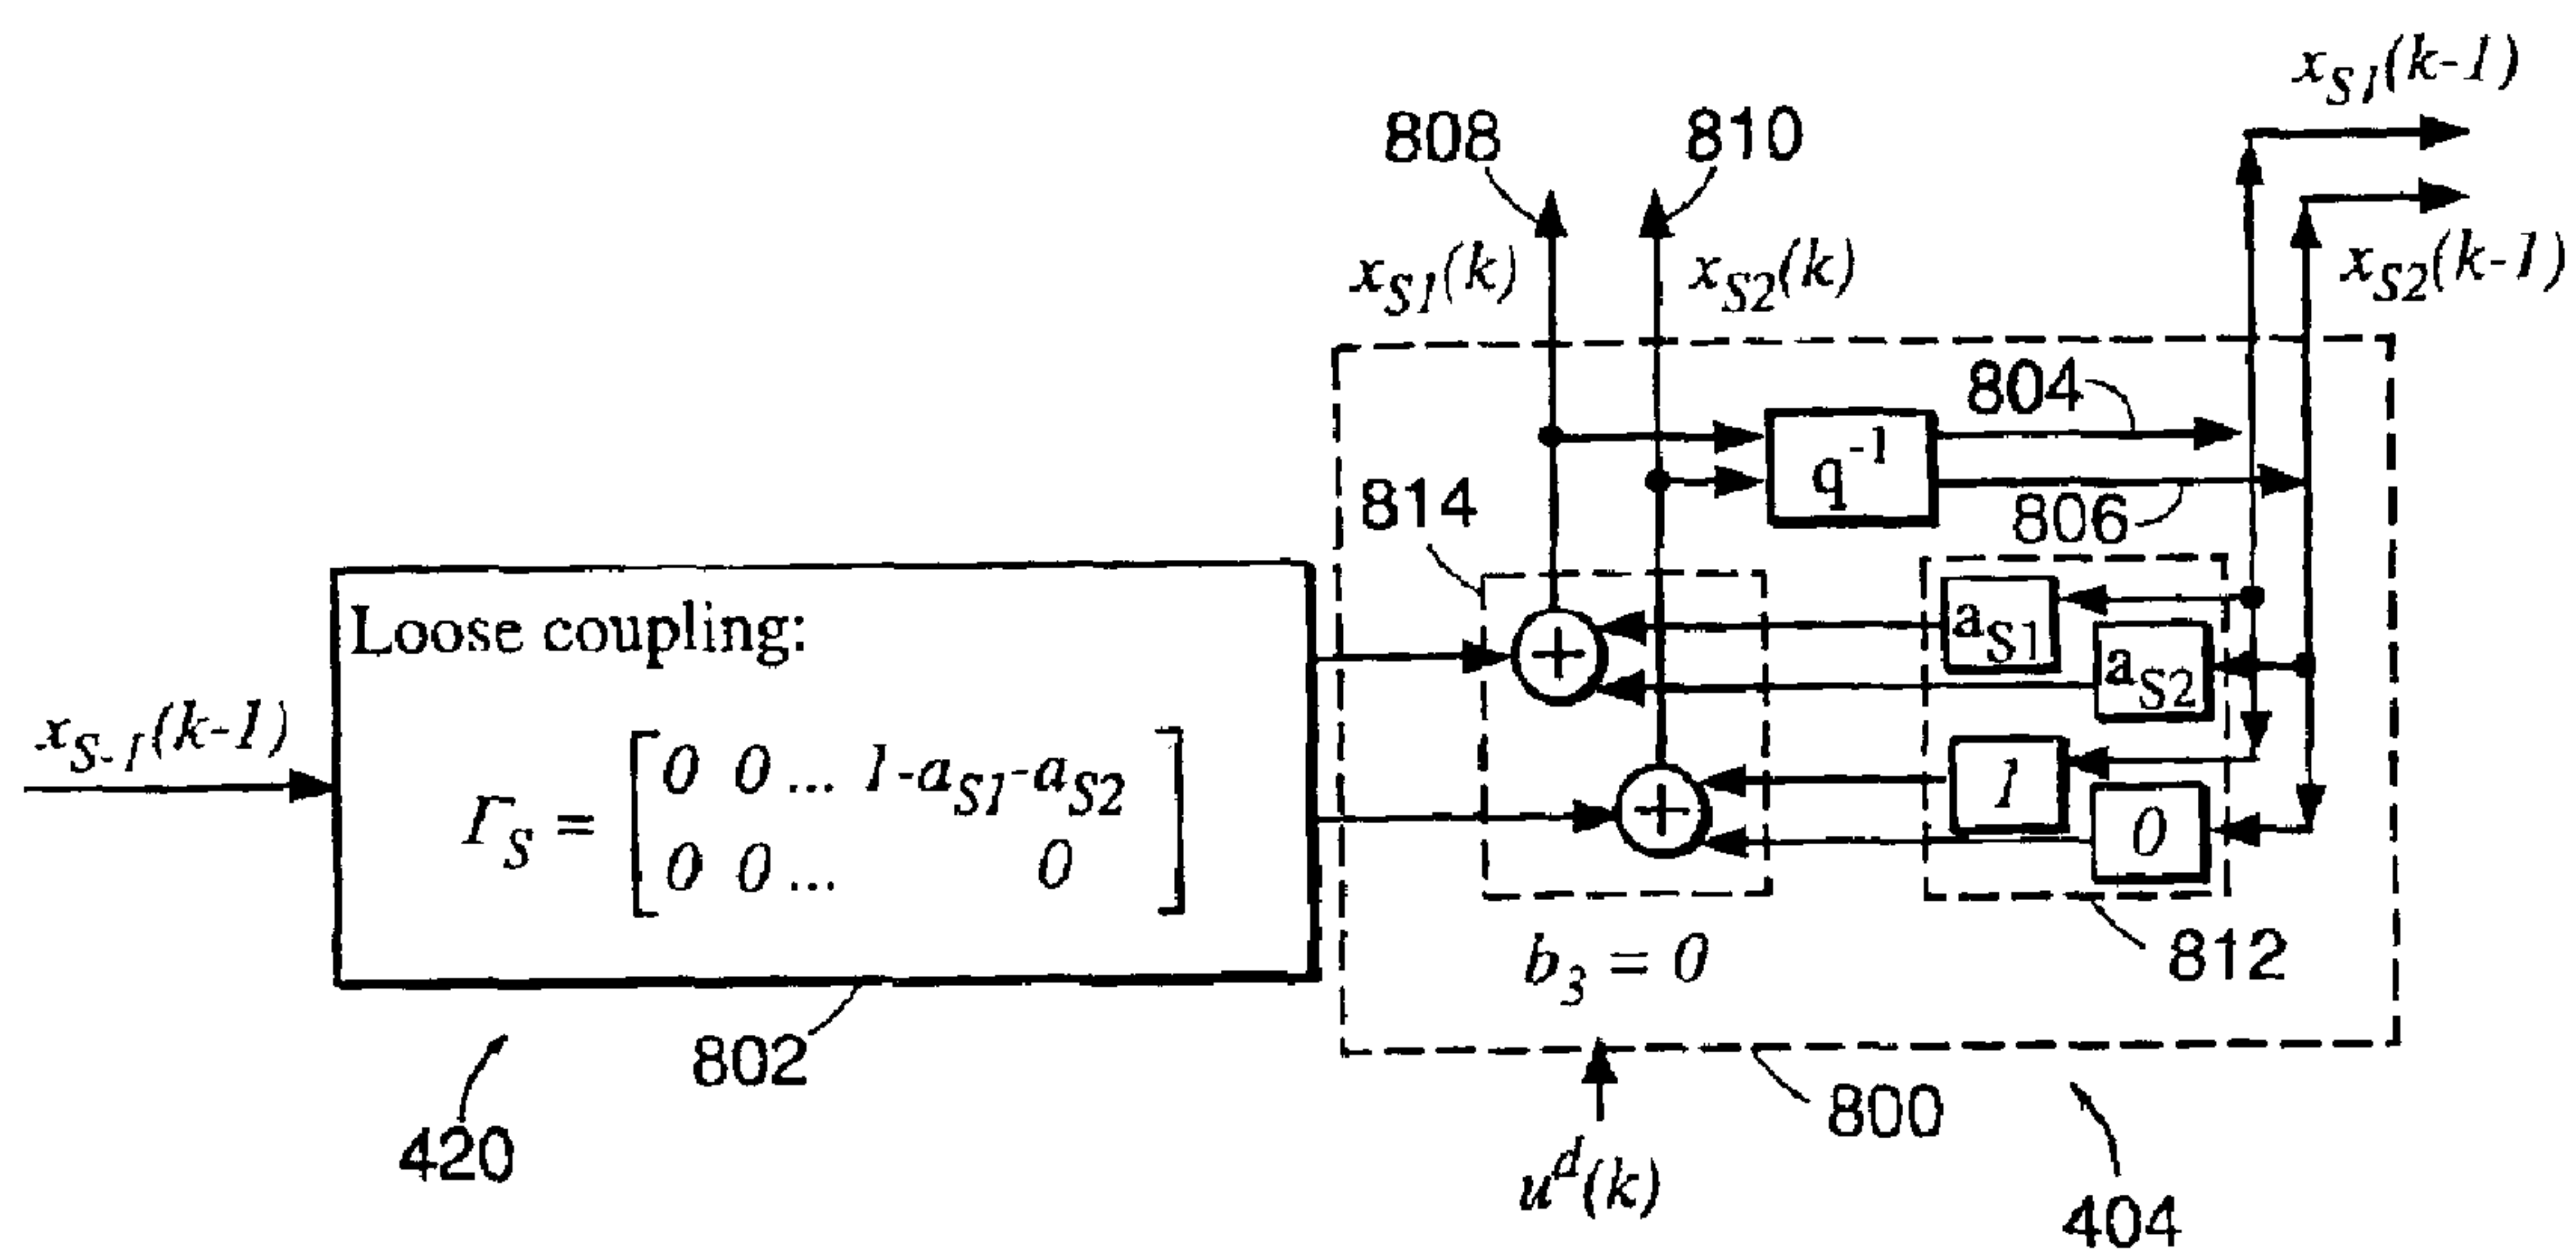 x_{S1}(k-1)
808
810
x_{S1}(k)
x_{S2}(k)
x_{S2}(k-1)
804
q^{-1}
814
806
Loose coupling:
a_{S1}
a_{S2}
x_{S-1}(k-1)
Γ_S = [ 0 0 ... 1-a_{S1}-a_{S2}
0 0 ... 0 ]
1
0
b_3 = 0
812
802
420
800
u^d(k)
404